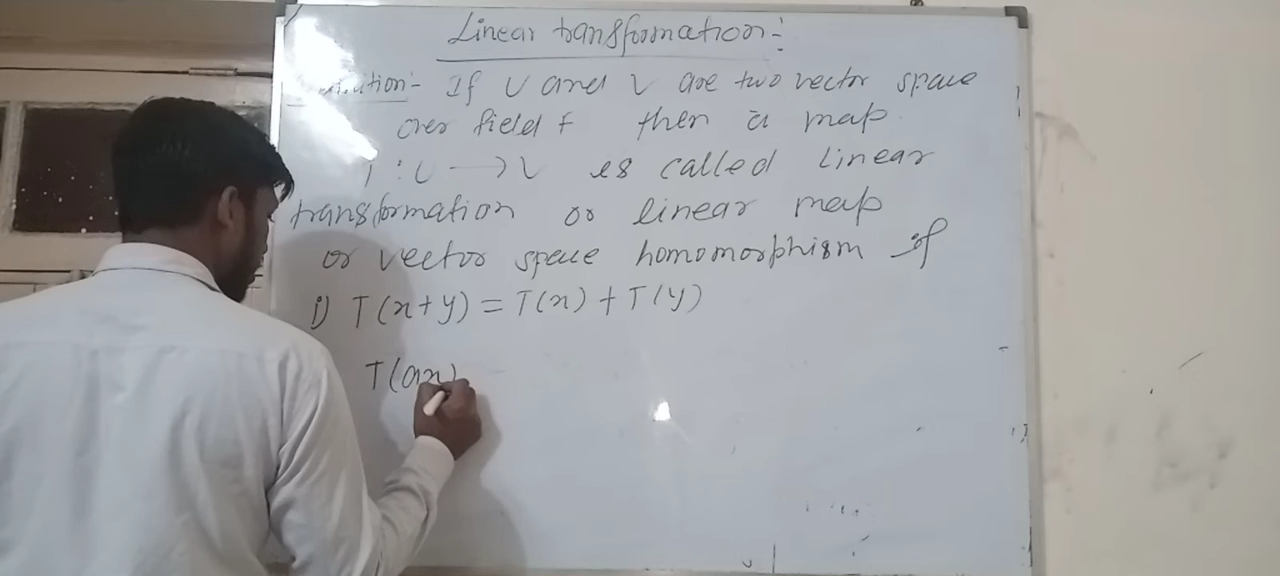 Linear transformation:-
If U and V are two vector space
over field F then a map
T : U → V is called Linear
transformation or linear map
or vector space homomorphism if
i) T(x+y) = T(x) + T(y)
T(ax)